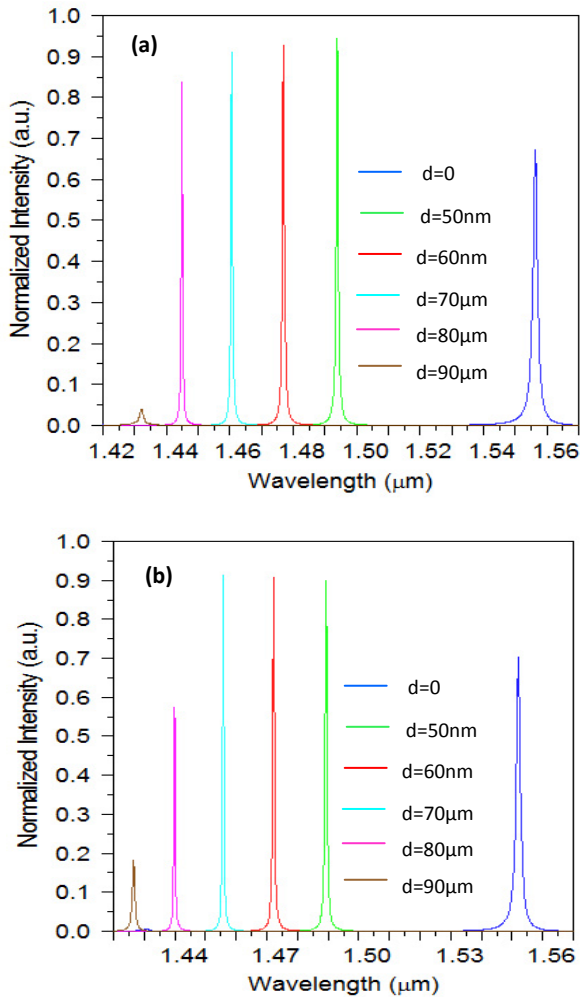 (a)
Normalized Intensity (a.u.)
1.0
0.9
0.8
0.7
0.6
0.5
0.4
0.3
0.2
0.1
0.0
d=0
d=50nm
d=60nm
d=70μm
d=80μm
d=90μm
1.42 1.44 1.46 1.48 1.50 1.52 1.54 1.56
Wavelength (μm)
(b)
Normalized Intensity (a.u.)
1.0
0.9
0.8
0.7
0.6
0.5
0.4
0.3
0.2
0.1
0.0
d=0
d=50nm
d=60nm
d=70μm
d=80μm
d=90μm
1.44 1.47 1.50 1.53 1.56
Wavelength (μm)